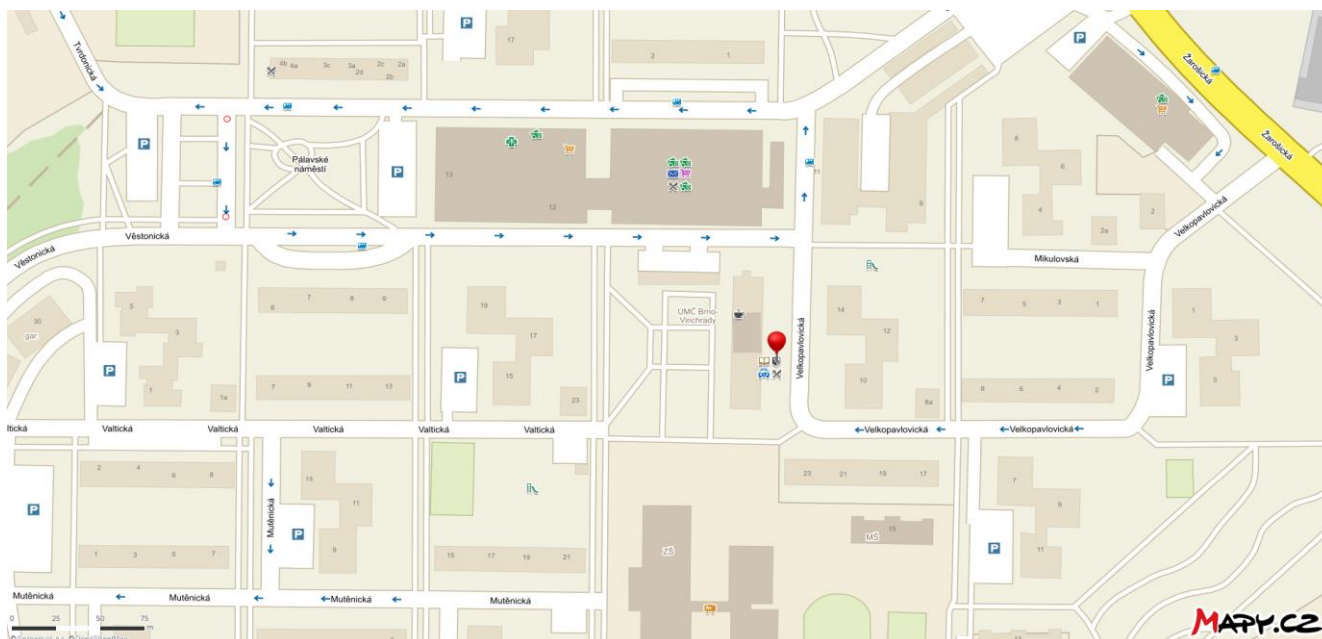 Tvrdonická
4b
4a
3c
3a
2d
2c
2a
2b
17
2
1
P
P
Žarošická
Žarošická
P
P
Pálavské
náměstí
13
12
11
9
8
6
4
2a
2
Velkopavlovická
Věstonická
Věstonická
Mikulovská
36
gar
5
3
1
1a
P
6
7
8
9
7
9
11
13
19
17
15
23
P
ÚMČ Brno-
Vinohrady
Velkopavlovická
14
12
10
8a
7
5
3
1
8
6
4
2
Velkopavlovická
1
3
5
P
Valtická
Valtická
Valtická
Valtická
Valtická
Velkopavlovická
Velkopavlovická
2
4
6
8
P
Mutěnická
13
11
9
P
23
21
19
17
7
9
11
P
ZŠ
MŠ
15
1
3
5
7
15
17
19
21
Mutěnická
Mutěnická
Mutěnická
Mutěnická
0
25
50
75
m
13
MAPY.CZ